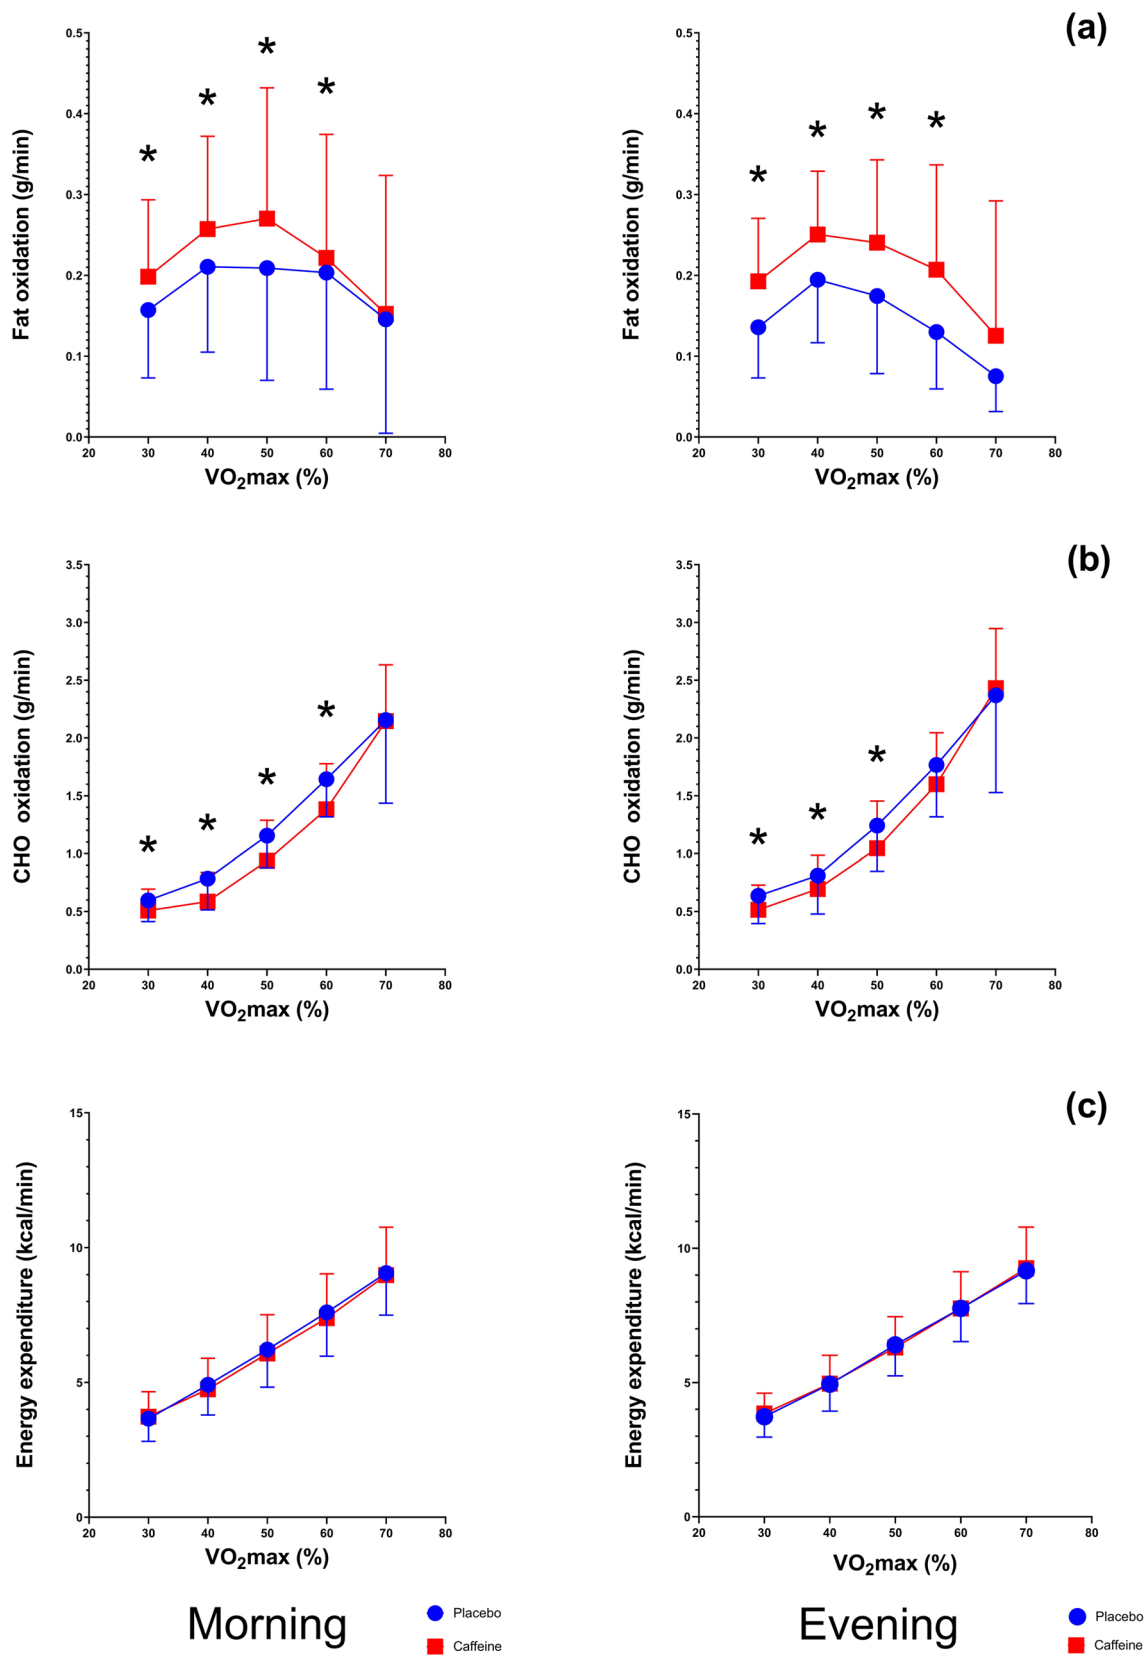 (a)
Fat oxidation (g/min)
0.5
0.4
0.3
0.2
0.1
0.0
* * * *
20 30 40 50 60 70 80
VO2max (%)
Fat oxidation (g/min)
0.5
0.4
0.3
0.2
0.1
0.0
* * * *
20 30 40 50 60 70 80
VO2max (%)
(b)
CHO oxidation (g/min)
3.5
3.0
2.5
2.0
1.5
1.0
0.5
0.0
* * * *
20 30 40 50 60 70 80
VO2max (%)
CHO oxidation (g/min)
3.5
3.0
2.5
2.0
1.5
1.0
0.5
0.0
* * *
20 30 40 50 60 70 80
VO2max (%)
(c)
Energy expenditure (kcal/min)
15
10
5
0
20 30 40 50 60 70 80
VO2max (%)
Energy expenditure (kcal/min)
15
10
5
0
20 30 40 50 60 70 80
VO2max (%)
Morning
Placebo
Caffeine
Evening
Placebo
Caffeine